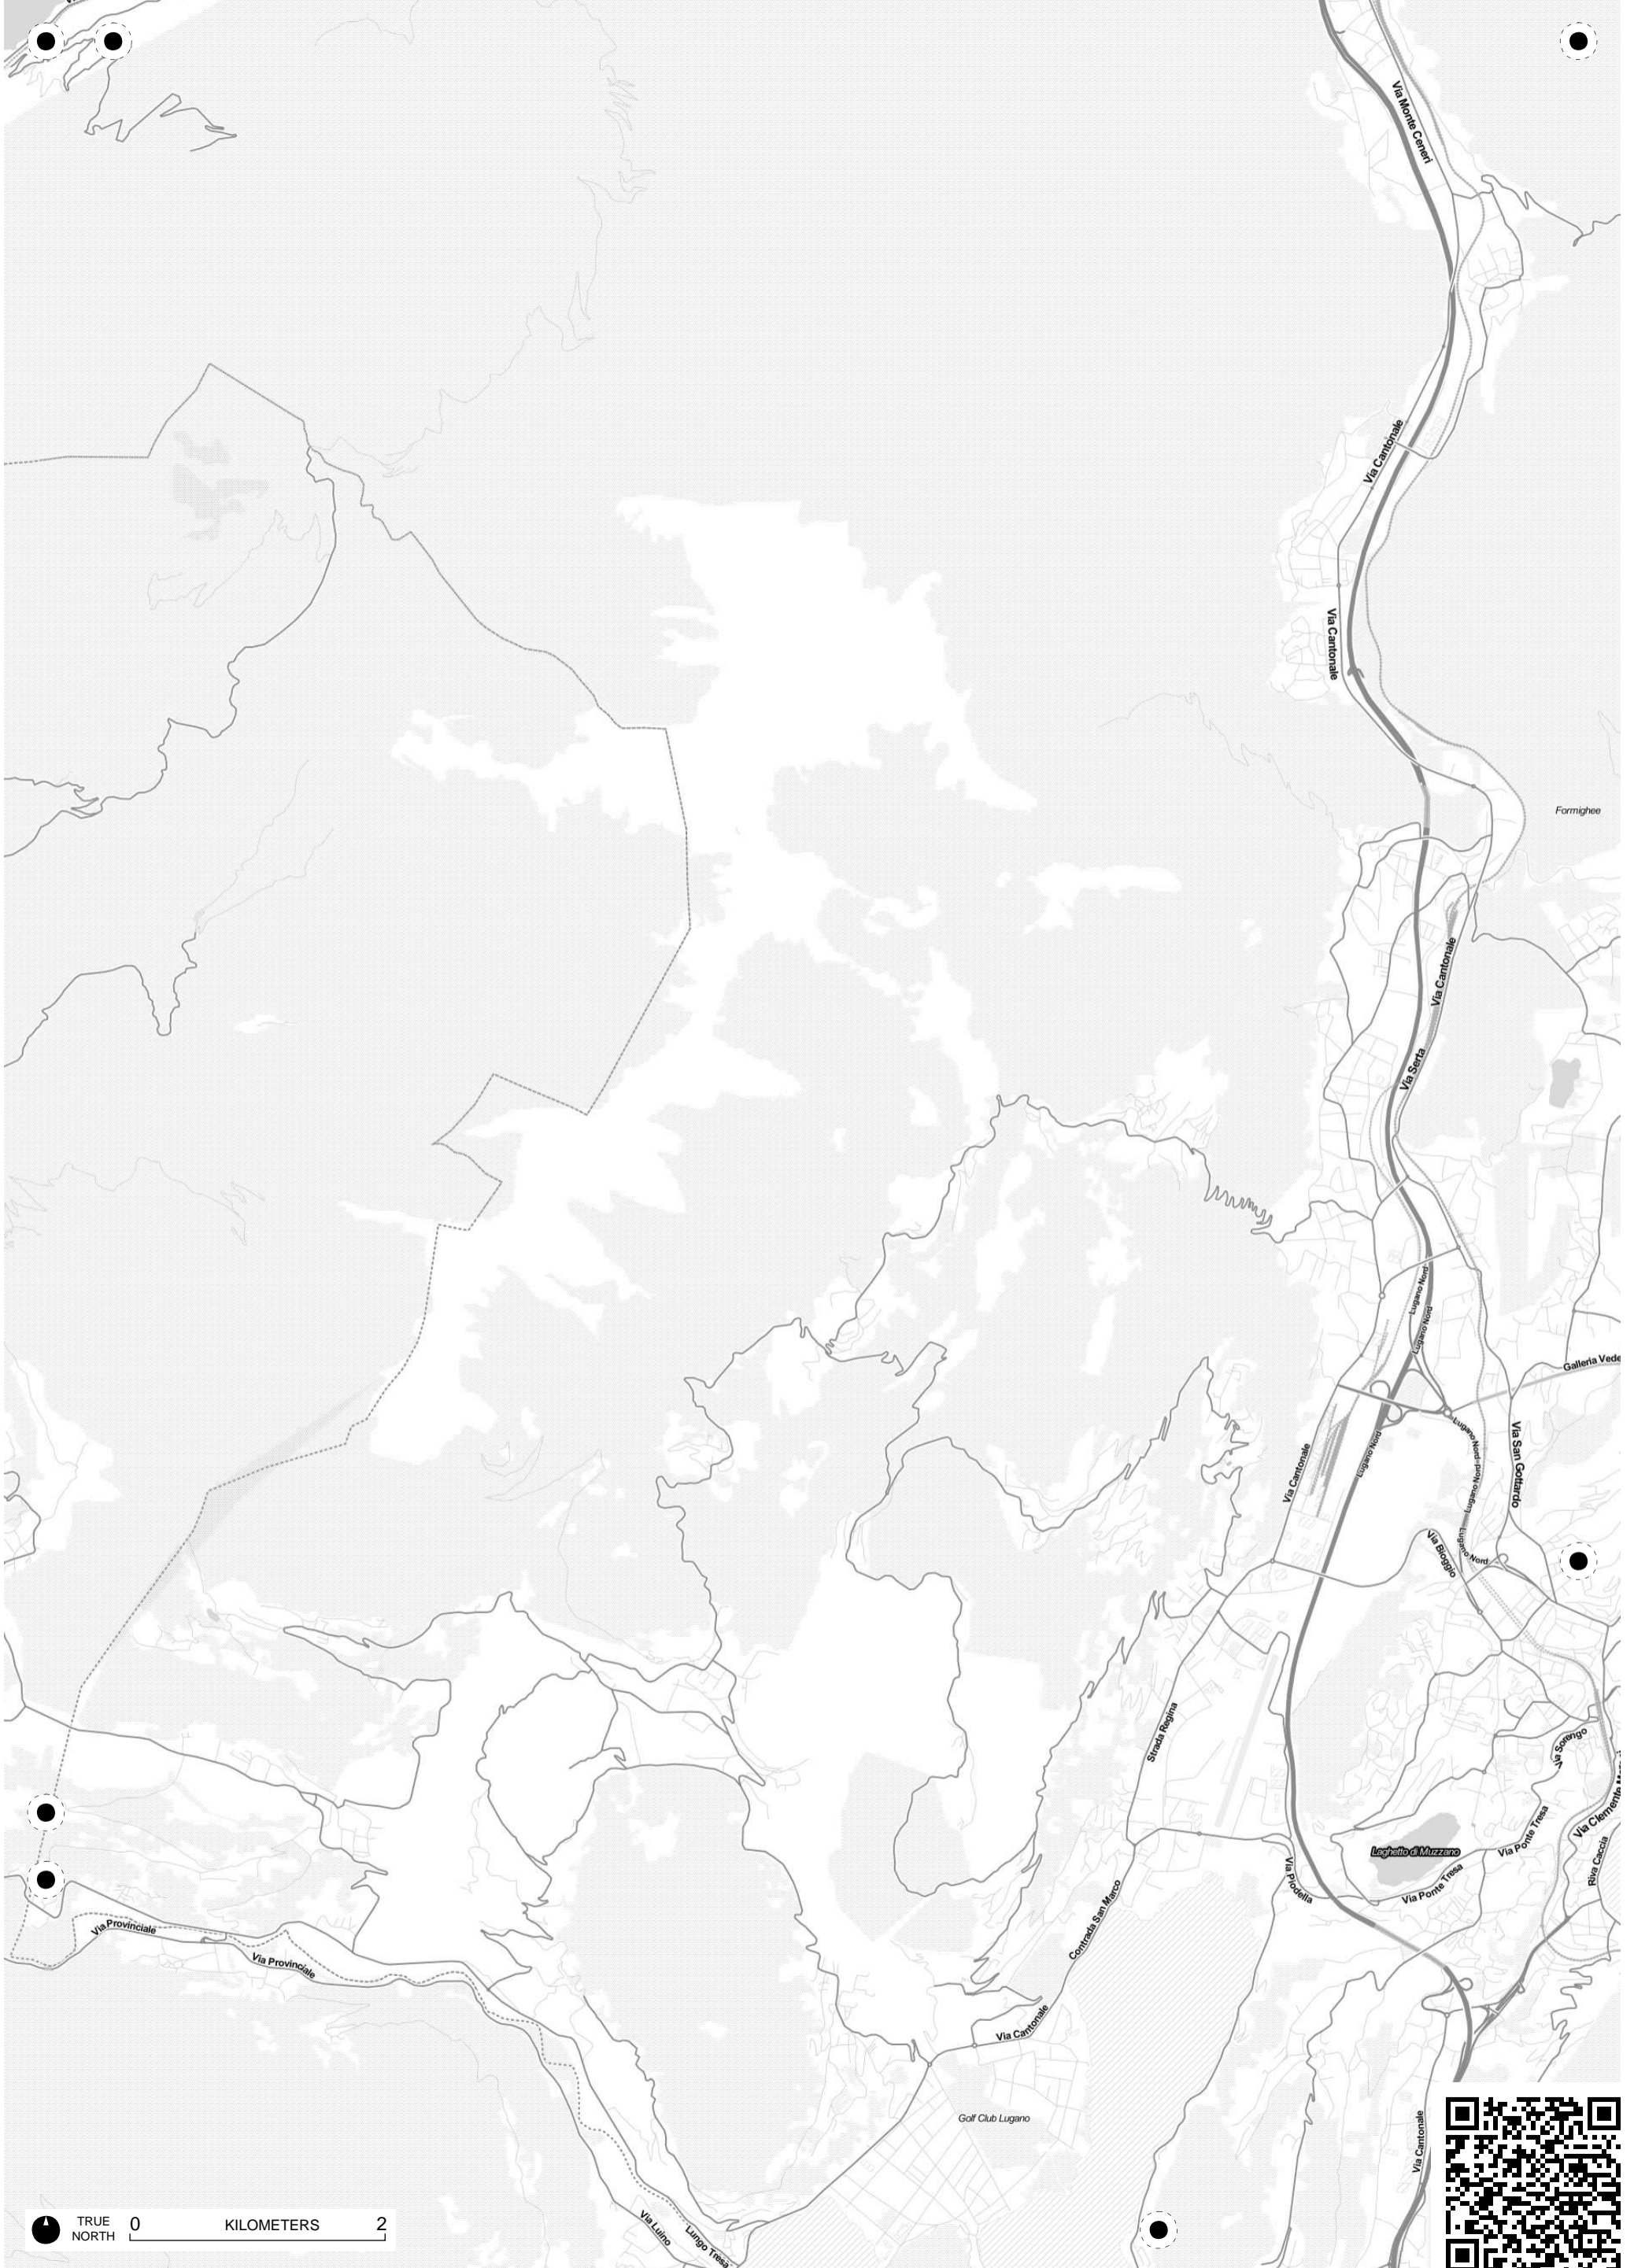 Via Monte Ceneri
Via Cantonale
Via Cantonale
Formighee
Via Cantonale
Via Serta
Lugano Nord
Lugano Nord
Galleria Vede
Lugano Nord
Via Cantonale
Lugano Nord
Lugano Nord
Via San Gottardo
Lugano Nord
Via Bioggio
Strada Regina
Via Sorengo
Via Ponte Tresa
Via Clemente
Laghetto di Muzzano
Riva Caccia
Via Ponte Tresa
Via Piodella
Contrada San Marco
Via Provinciale
Via Provinciale
Via Cantonale
Golf Club Lugano
Via Cantonale
Via Luino
Lungo Tresa
TRUE NORTH
0 KILOMETERS 2